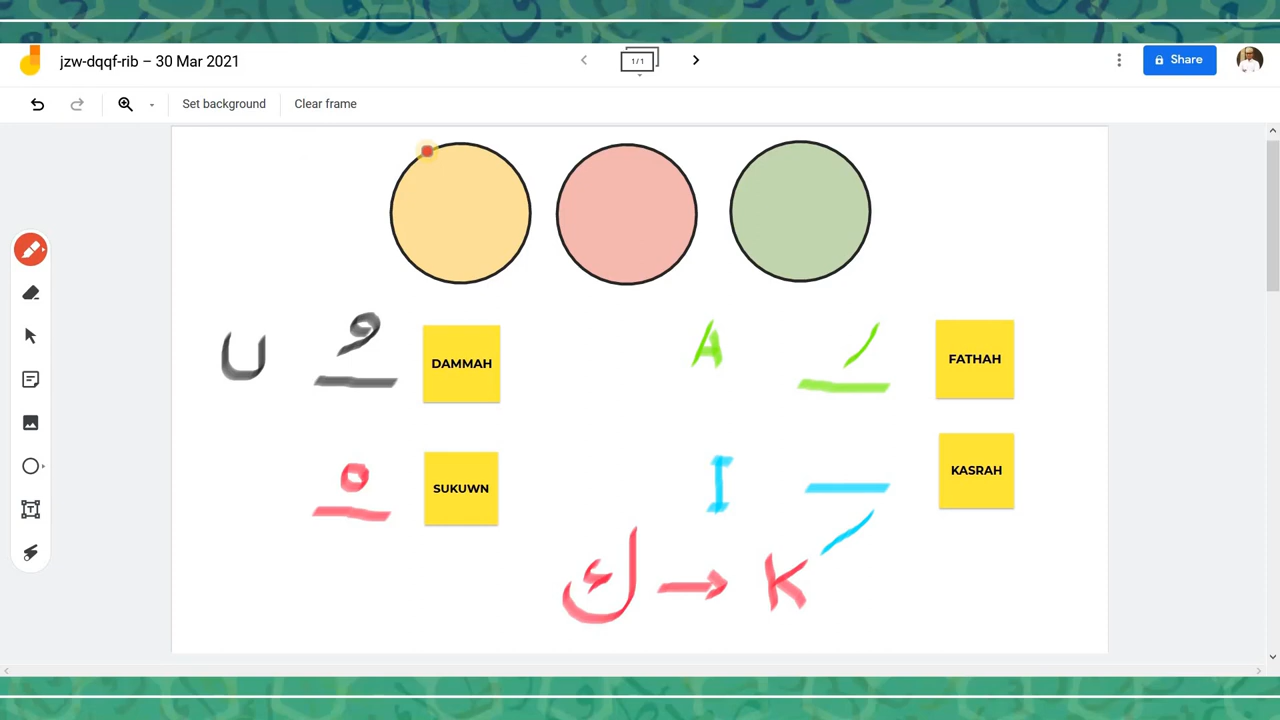 jzw-dqqf-rib – 30 Mar 2021
1/1
Share
Set background
Clear frame
U
DAMMAH
A
FATHAH
SUKUWN
I
KASRAH
ك → K